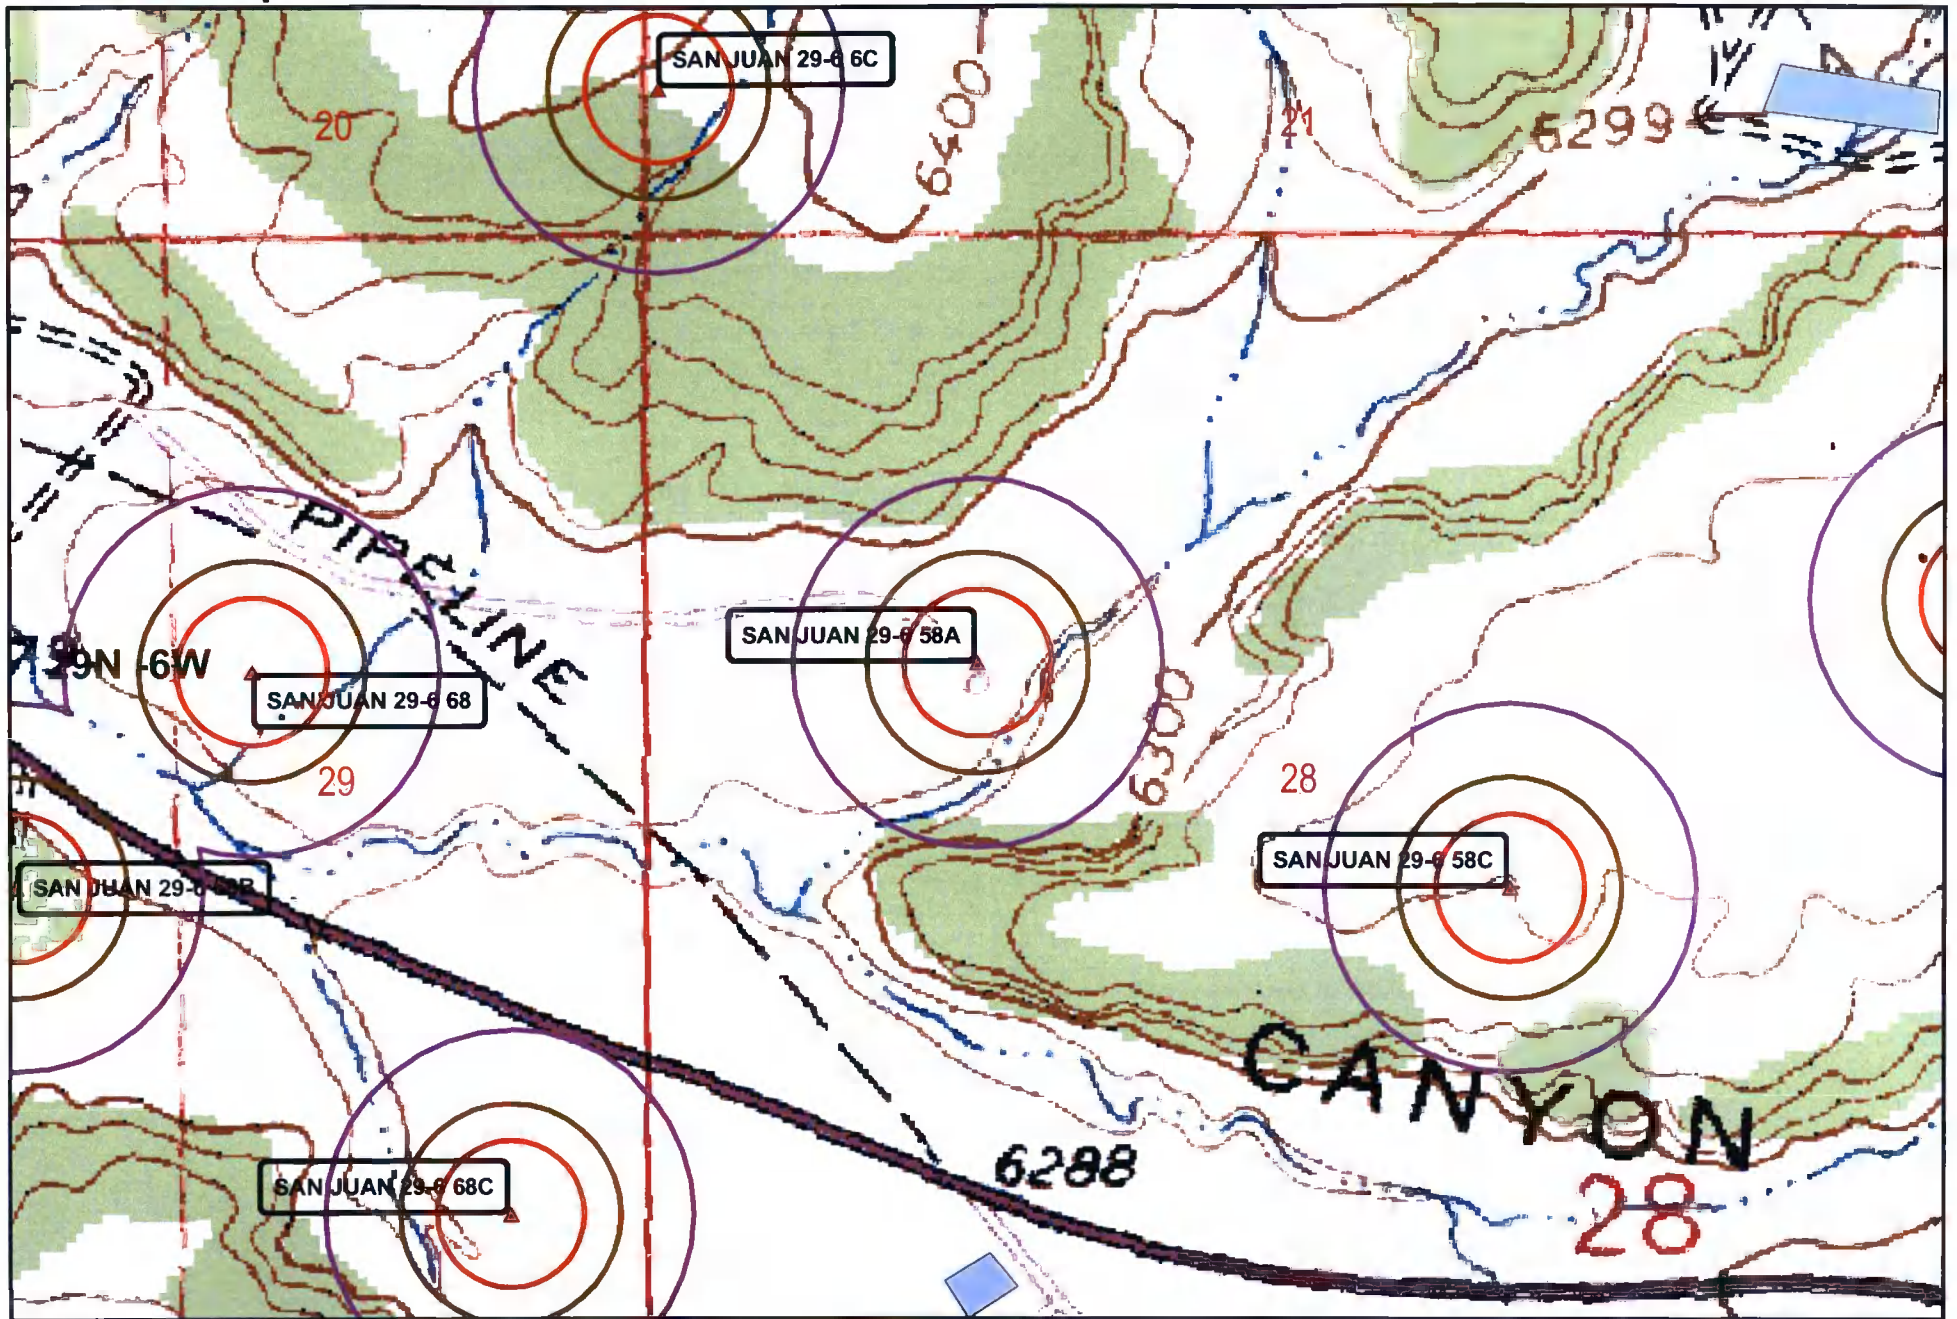 SAN JUAN 29-6 6C
6400
20
21
6299
PIPELINE
SAN JUAN 29-6 58A
29N -6W
SAN JUAN 29-6 68
6300
29
28
SAN JUAN 29-6 58C
SAN JUAN 29-6
CANYON
6288
SAN JUAN 29-6 68C
28